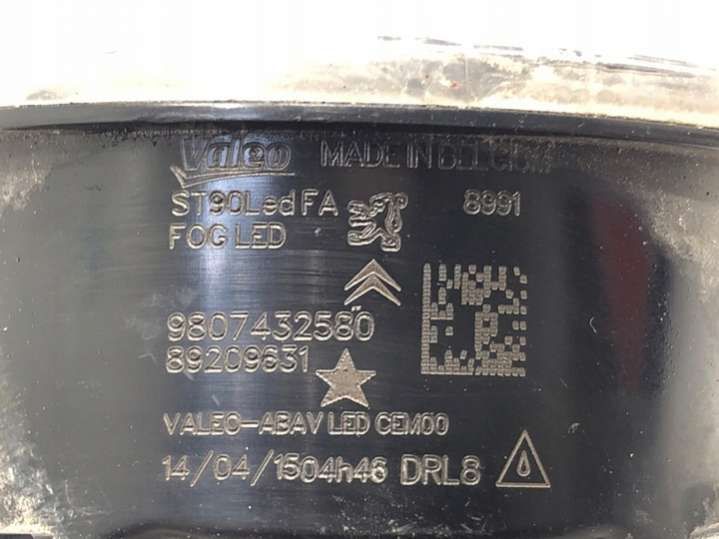 Valeo MADE IN BELGIUM
ST90Led FA 8991
FOG LED
9807432580
89209631
VALEO-ABAV LED CEM00
14/04/1504h46 DRL8